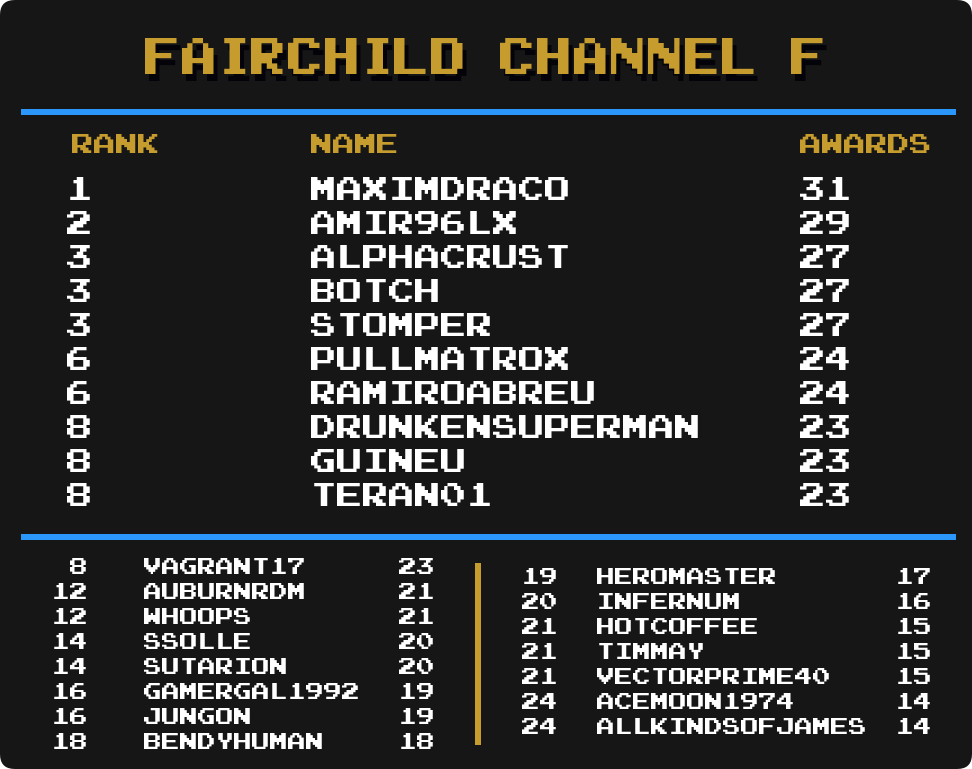 FAIRCHILD CHANNEL F
RANK NAME AWARDS
1 MAXIMDRACO 31
2 AMIR96LX 29
3 ALPHACRUST 27
3 BOTCH 27
3 STOMPER 27
6 PULLMATROX 24
6 RAMIROABREU 24
8 DRUNKENSUPERMAN 23
8 GUINEU 23
8 TERAN01 23
8 VAGRANT17 23
12 AUBURNRDM 21
12 WHOOPS 21
14 SSOLLE 20
14 SUTARION 20
16 GAMERGAL1992 19
16 JUNGON 19
18 BENDYHUMAN 18
19 HEROMASTER 17
20 INFERNUM 16
21 HOTCOFFEE 15
21 TIMMAY 15
21 VECTORPRIME40 15
24 ACEMOON1974 14
24 ALLKINDSOFJAMES 14